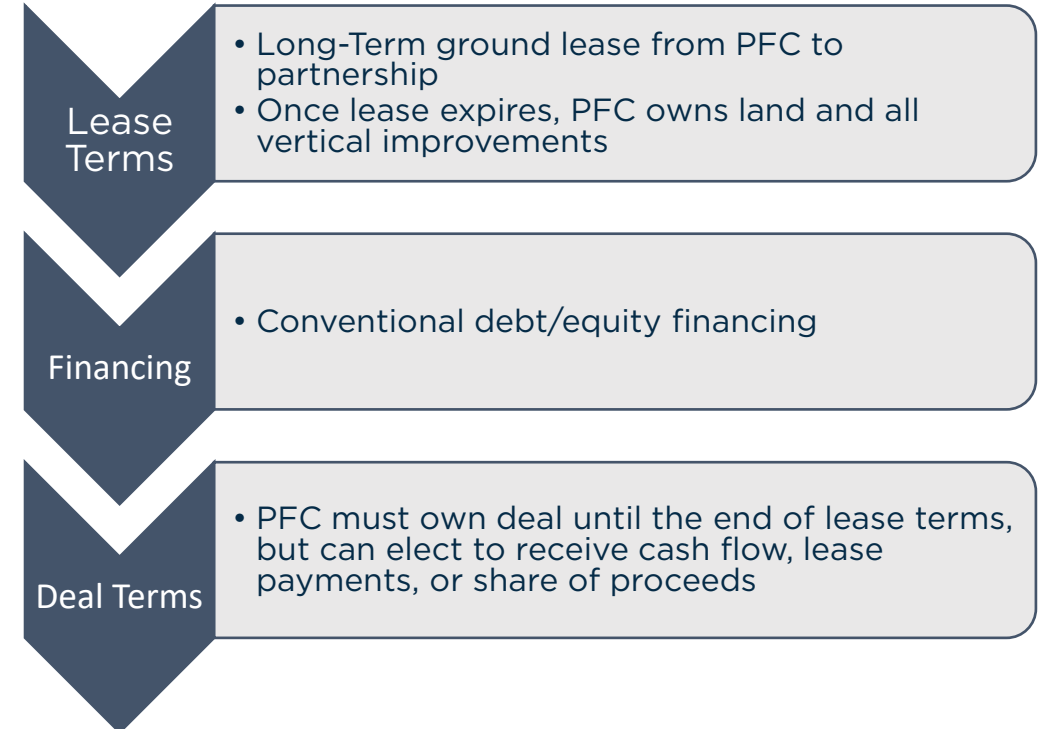 Lease
Terms
• Long-Term ground lease from PFC to
partnership
• Once lease expires, PFC owns land and all
vertical improvements
Financing
• Conventional debt/equity financing
Deal Terms
• PFC must own deal until the end of lease terms,
but can elect to receive cash flow, lease
payments, or share of proceeds